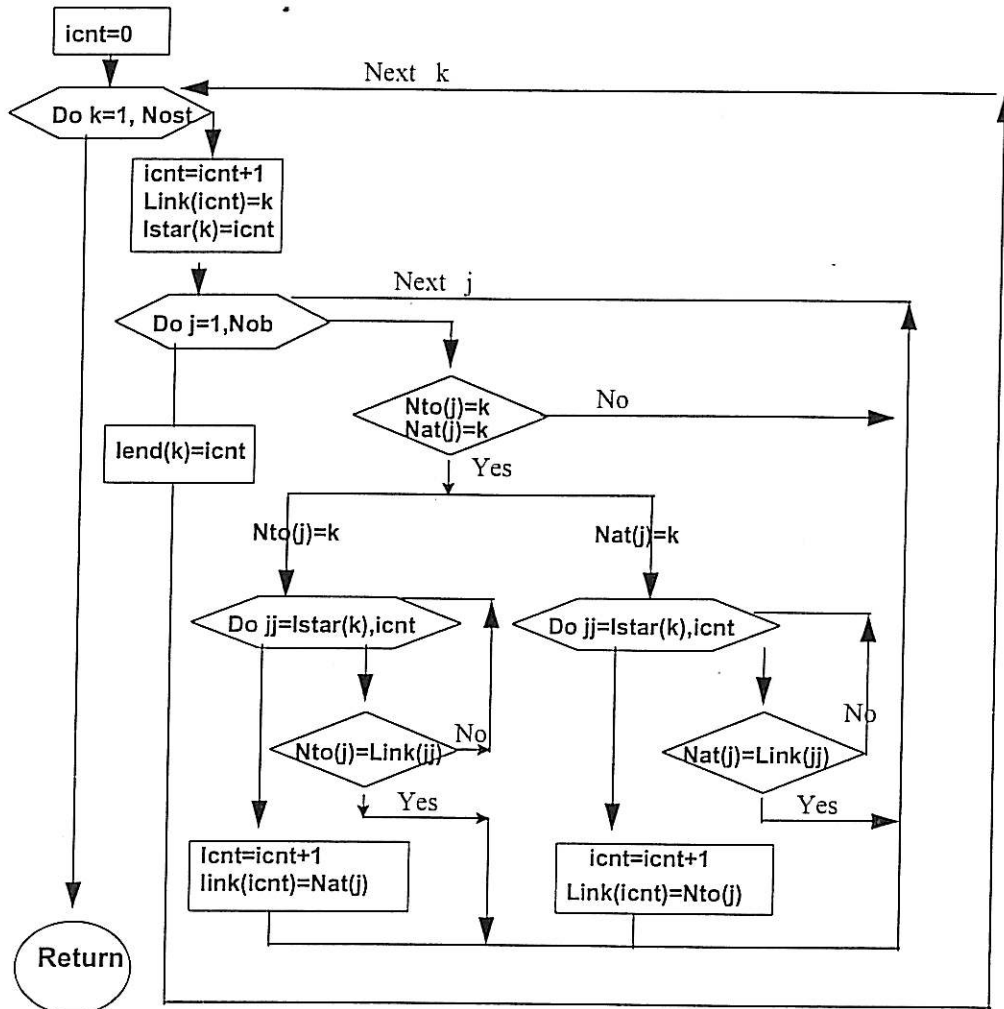 icnt=0
Next k
Do k=1, Nost
icnt=icnt+1
Link(icnt)=k
Istar(k)=icnt
Next j
Do j=1,Nob
Nto(j)=k
Nat(j)=k
No
Iend(k)=icnt
Yes
Nto(j)=k
Nat(j)=k
Do jj=Istar(k),icnt
Do jj=Istar(k),icnt
Nto(j)=Link(jj)
No
Nat(j)=Link(jj)
No
Yes
Yes
Icnt=icnt+1
link(icnt)=Nat(j)
icnt=icnt+1
Link(icnt)=Nto(j)
Return